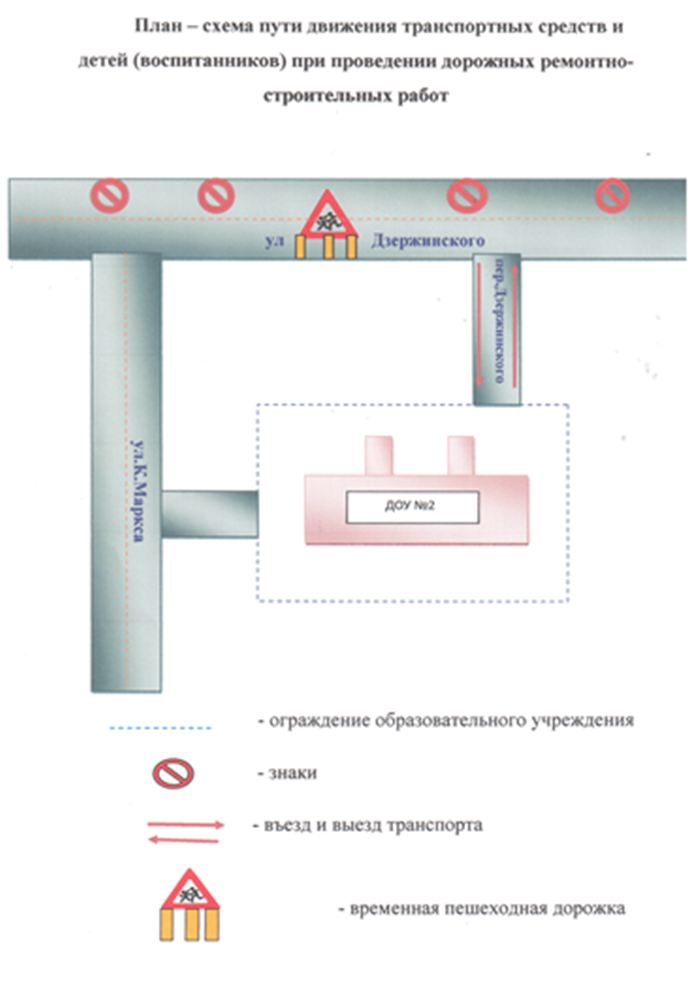 План – схема пути движения транспортных средств и
детей (воспитанников) при проведении дорожных ремонтно-
строительных работ
ул Дзержинского
пер.Дзержинского
ул.К.Маркса
ДОУ №2
- ограждение образовательного учреждения
- знаки
- въезд и выезд транспорта
- временная пешеходная дорожка